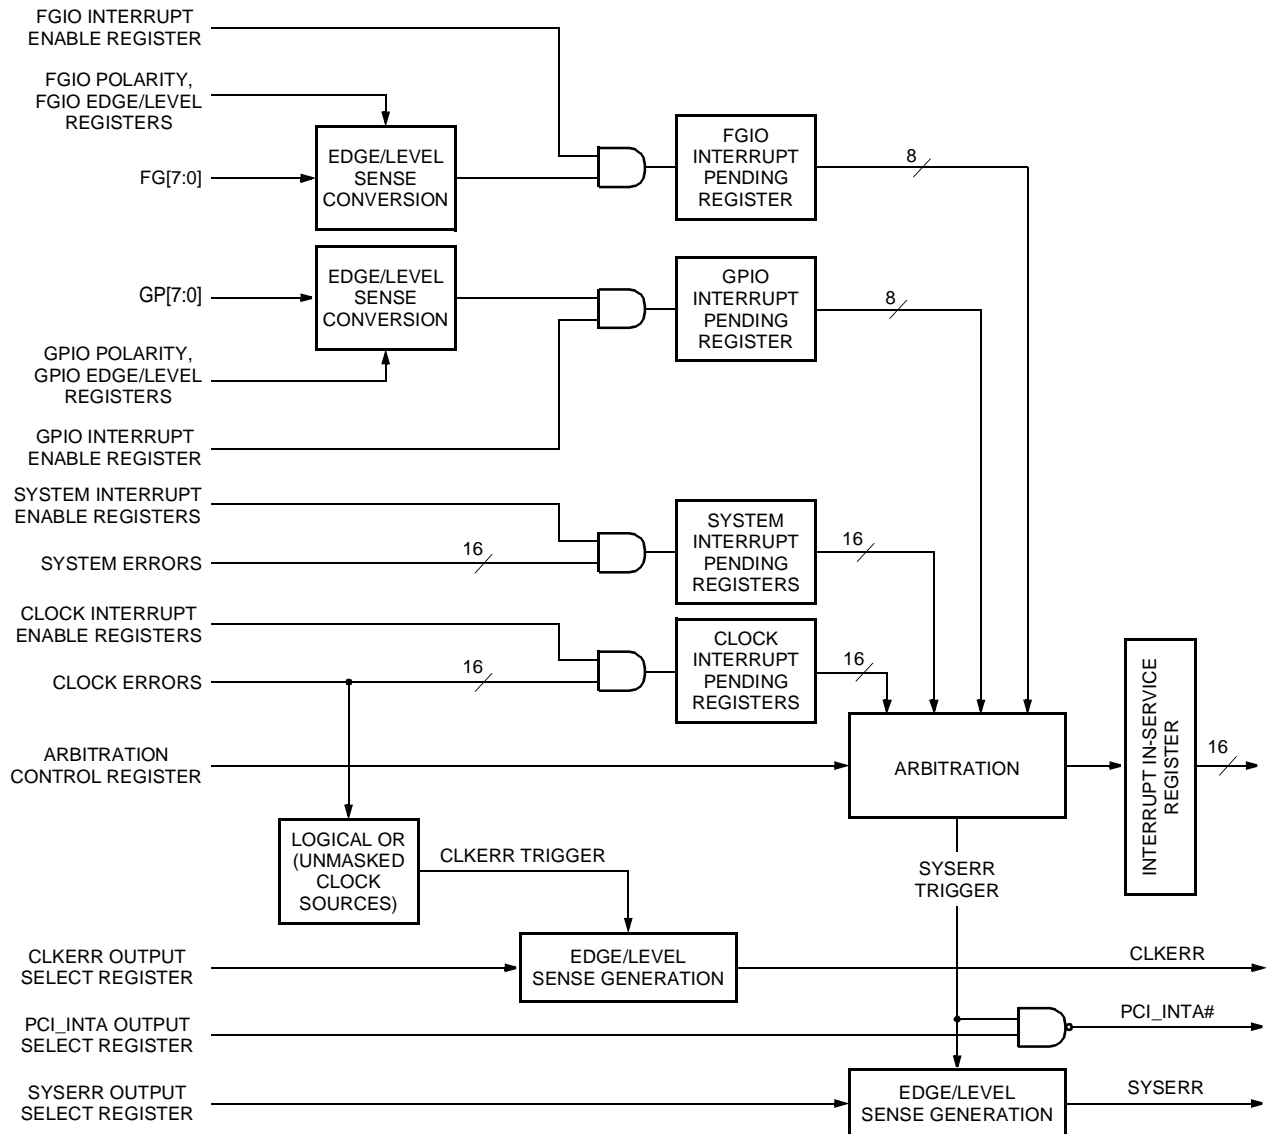 FGIO INTERRUPT
ENABLE REGISTER
FGIO POLARITY,
FGIO EDGE/LEVEL
REGISTERS
FG[7:0]
EDGE/LEVEL
SENSE
CONVERSION
FGIO
INTERRUPT
PENDING
REGISTER
8
GP[7:0]
EDGE/LEVEL
SENSE
CONVERSION
GPIO
INTERRUPT
PENDING
REGISTER
8
GPIO POLARITY,
GPIO EDGE/LEVEL
REGISTERS
GPIO INTERRUPT
ENABLE REGISTER
SYSTEM INTERRUPT
ENABLE REGISTERS
SYSTEM ERRORS
16
SYSTEM
INTERRUPT
PENDING
REGISTERS
16
CLOCK INTERRUPT
ENABLE REGISTERS
CLOCK ERRORS
16
CLOCK
INTERRUPT
PENDING
REGISTERS
16
ARBITRATION
CONTROL REGISTER
ARBITRATION
INTERRUPT IN-SERVICE
REGISTER
16
LOGICAL OR
(UNMASKED
CLOCK
SOURCES)
CLKERR TRIGGER
SYSERR
TRIGGER
CLKERR OUTPUT
SELECT REGISTER
EDGE/LEVEL
SENSE GENERATION
CLKERR
PCI_INTA OUTPUT
SELECT REGISTER
PCI_INTA#
SYSERR OUTPUT
SELECT REGISTER
EDGE/LEVEL
SENSE GENERATION
SYSERR